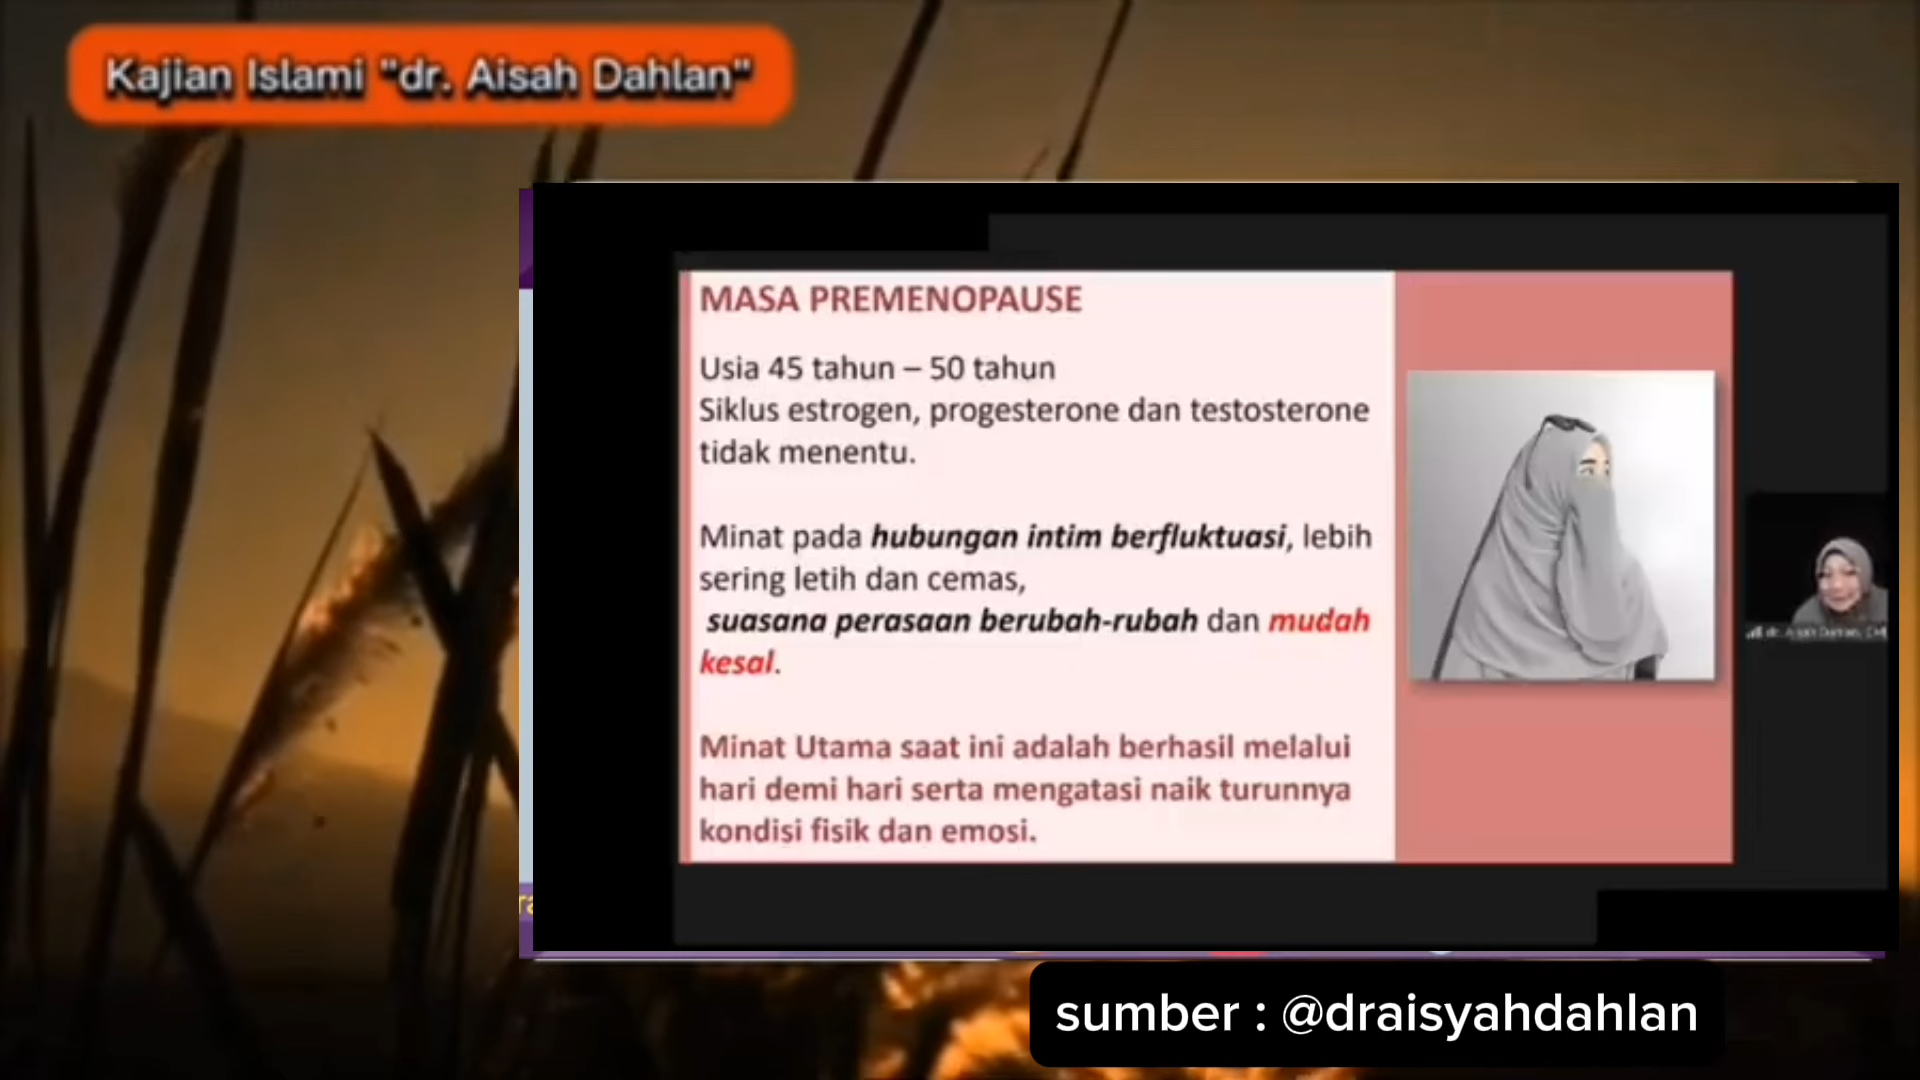 Kajian Islami "dr. Aisah Dahlan"
MASA PREMENOPAUSE
Usia 45 tahun – 50 tahun
Siklus estrogen, progesterone dan testosterone
tidak menentu.
Minat pada hubungan intim berfluktuasi, lebih
sering letih dan cemas,
suasana perasaan berubah-rubah dan mudah
kesal.
Minat Utama saat ini adalah berhasil melalui
hari demi hari serta mengatasi naik turunnya
kondisi fisik dan emosi.
sumber : @draisyahdahlan